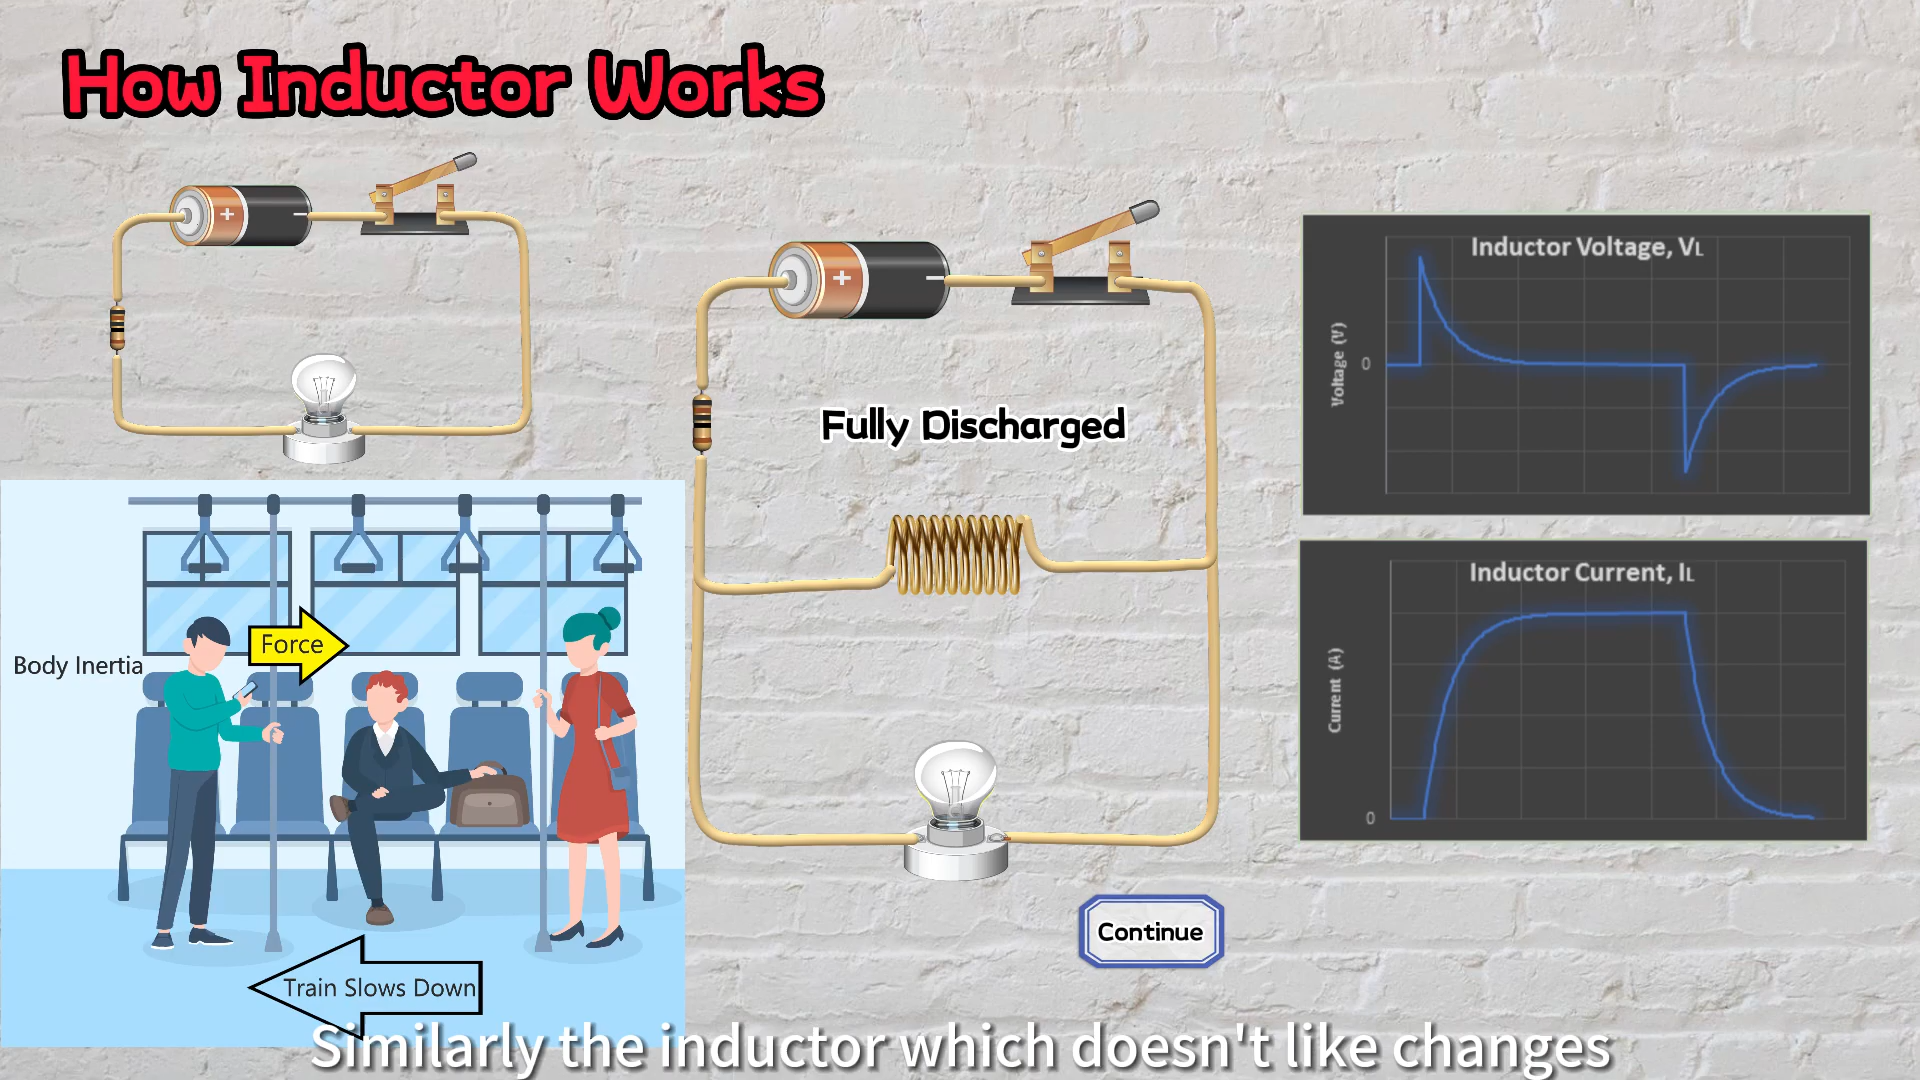 How Inductor Works
+ −
+ −
Fully Discharged
Inductor Voltage, VL
Voltage (V)
0
Inductor Current, IL
Current (A)
0
Body Inertia
Force
Train Slows Down
Continue
Similarly the inductor which doesn't like changes